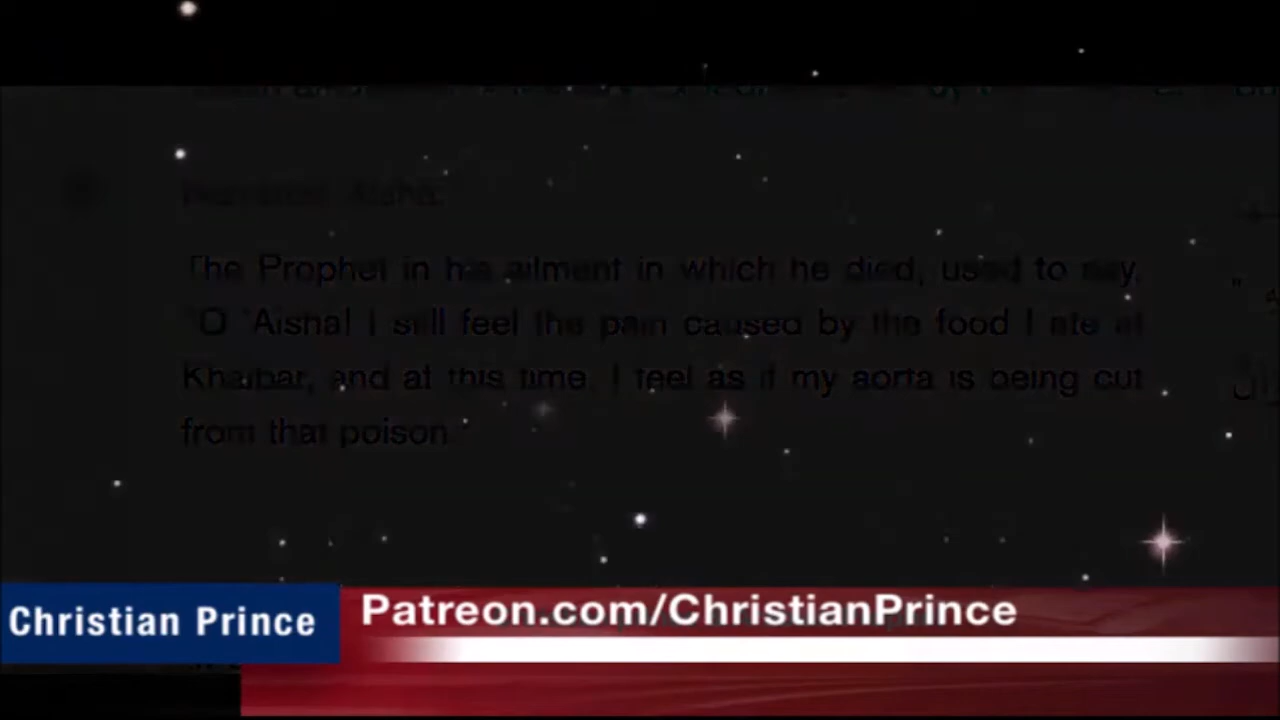 Narrated 'Aisha:
The Prophet in his ailment in which he died, used to say,
"O 'Aisha! I still feel the pain caused by the food I ate at
Khaibar, and at this time, I feel as if my aorta is being cut
from that poison."
Christian Prince
Patreon.com/ChristianPrince